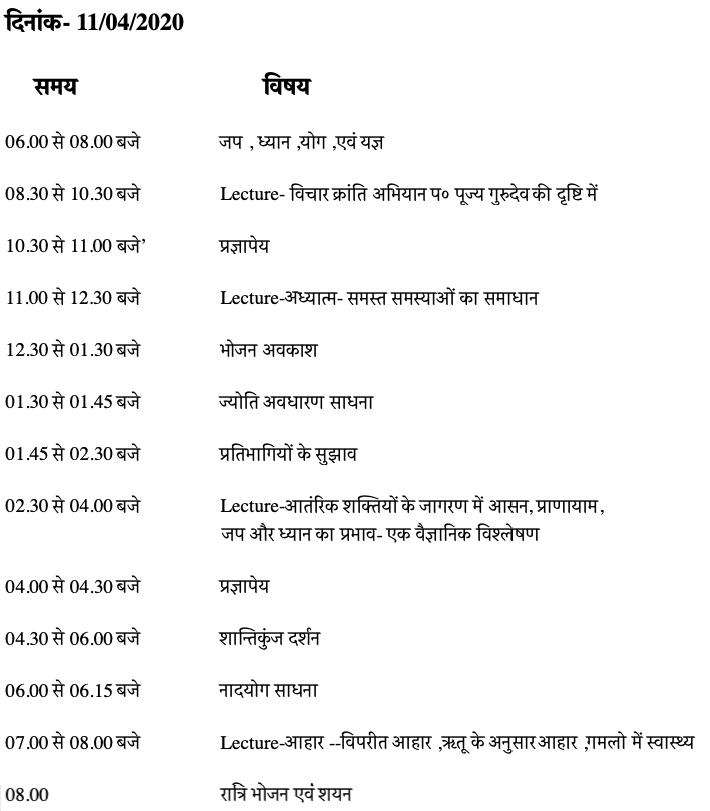 दिनांक- 11/04/2020
समय विषय
06.00 से 08.00 बजे जप , ध्यान ,योग ,एवं यज्ञ
08.30 से 10.30 बजे Lecture- विचार क्रांति अभियान प० पूज्य गुरुदेव की दृष्टि में
10.30 से 11.00 बजे’ प्रज्ञापेय
11.00 से 12.30 बजे Lecture-अध्यात्म- समस्त समस्याओं का समाधान
12.30 से 01.30 बजे भोजन अवकाश
01.30 से 01.45 बजे ज्योति अवधारण साधना
01.45 से 02.30 बजे प्रतिभागियों के सुझाव
02.30 से 04.00 बजे Lecture-आतंरिक शक्तियों के जागरण में आसन, प्राणायाम,
जप और ध्यान का प्रभाव- एक वैज्ञानिक विश्लेषण
04.00 से 04.30 बजे प्रज्ञापेय
04.30 से 06.00 बजे शान्तिकुंज दर्शन
06.00 से 06.15 बजे नादयोग साधना
07.00 से 08.00 बजे Lecture-आहार --विपरीत आहार ,ऋतू के अनुसार आहार ,गमलो में स्वास्थ्य
08.00 रात्रि भोजन एवं शयन